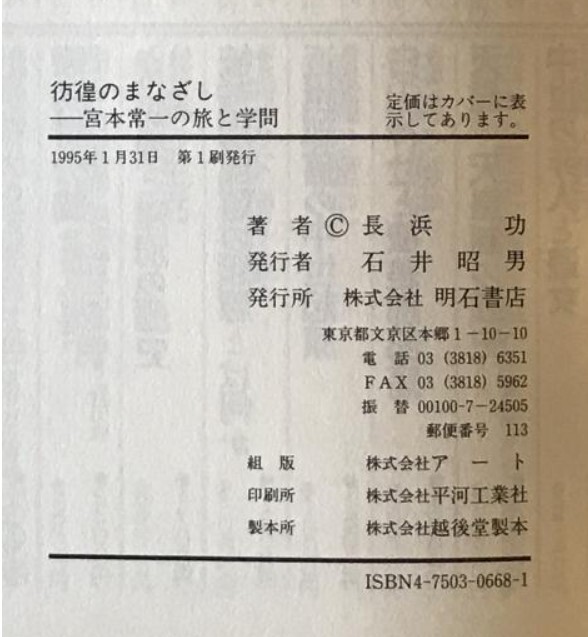 彷徨のまなざし
──宮本常一の旅と学問
定価はカバーに表
示してあります。
1995年1月31日 第1刷発行
著者 Ⓒ 長浜 功
発行者 石井昭男
発行所 株式会社 明石書店
東京都文京区本郷1-10-10
電話 03 (3818) 6351
FAX 03 (3818) 5962
振替 00100-7-24505
郵便番号 113
組版 株式会社アート
印刷所 株式会社平河工業社
製本所 株式会社越後堂製本
ISBN4-7503-0668-1